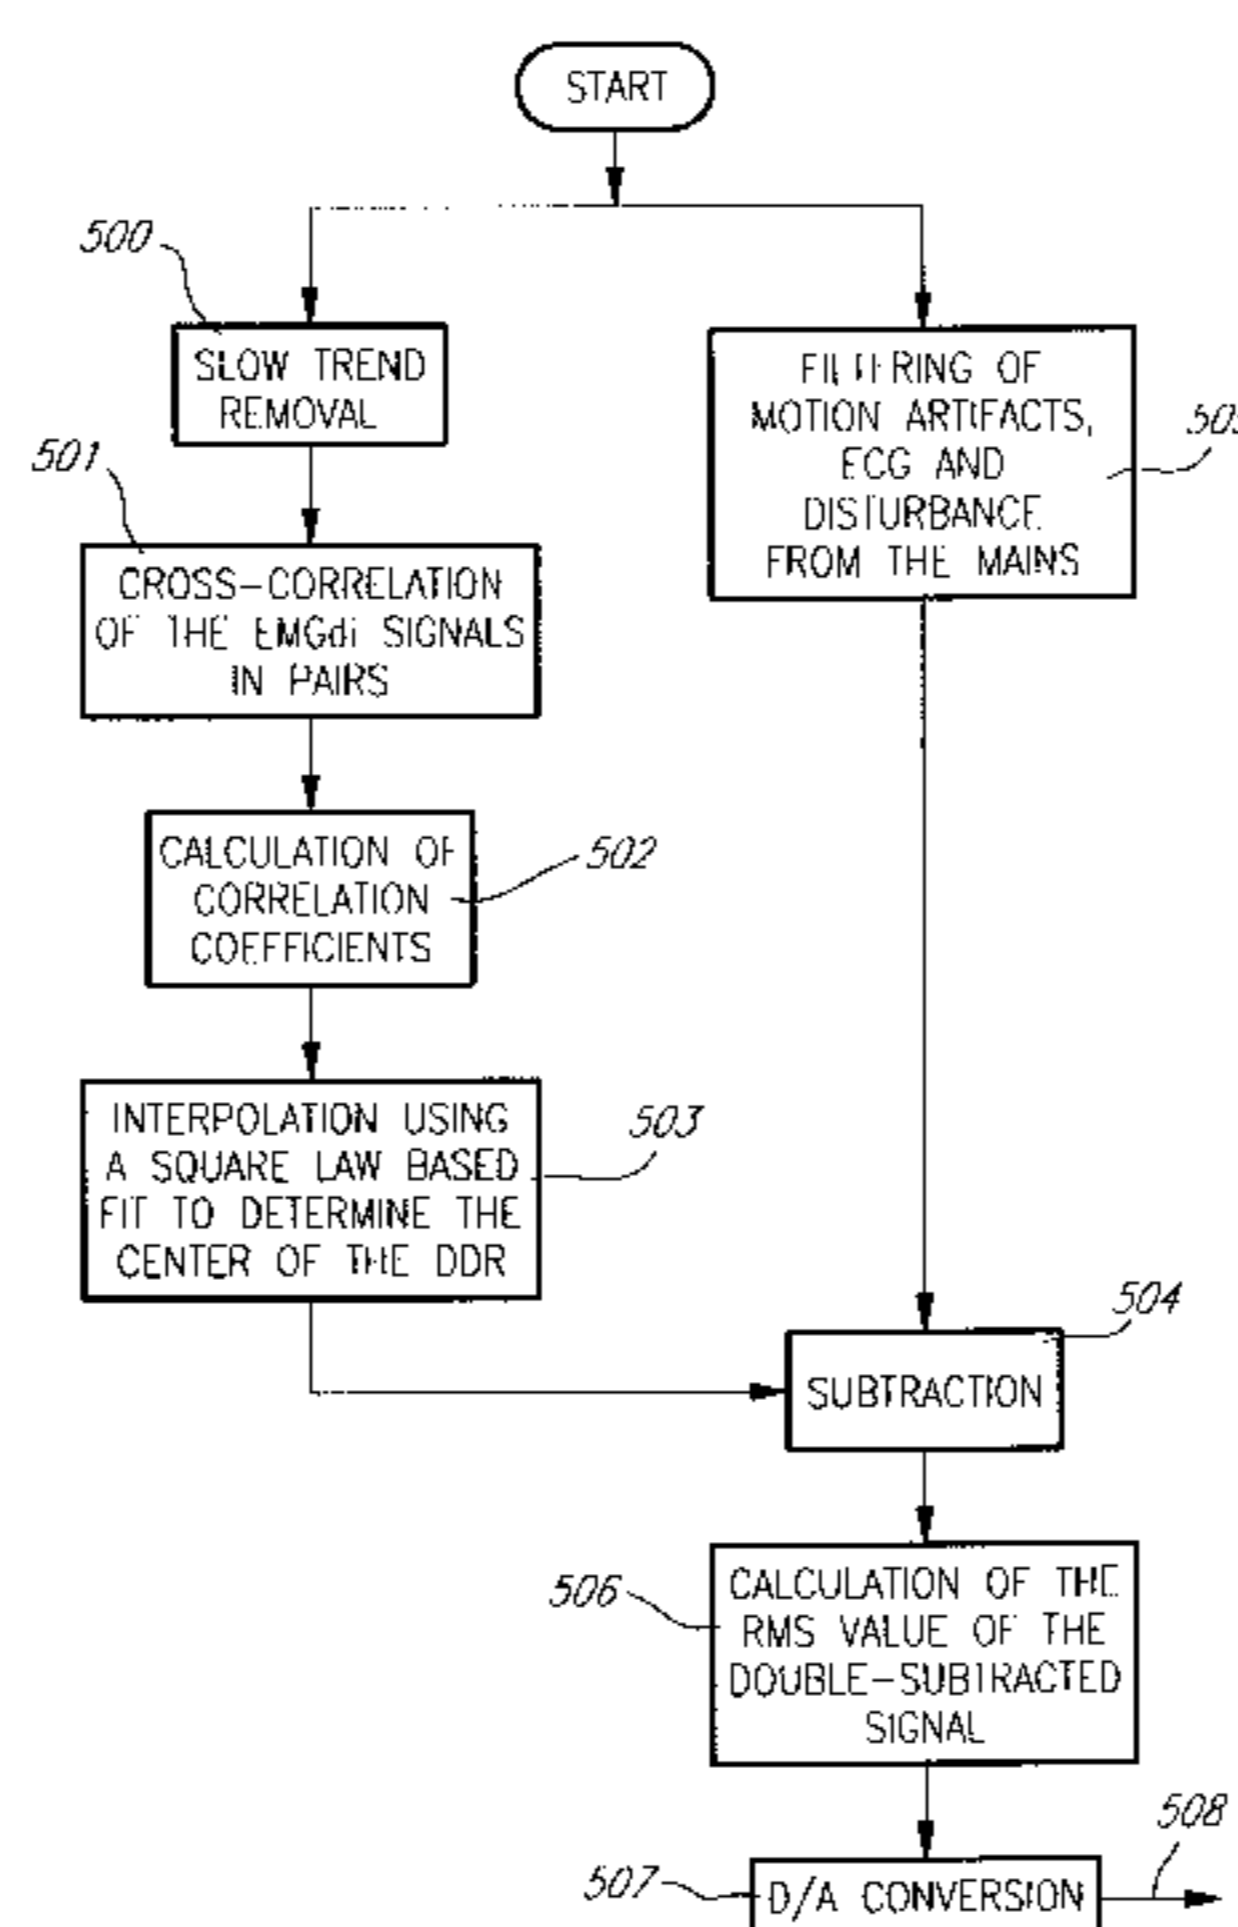 START
500
SLOW TREND
REMOVAL
FILTERING OF
MOTION ARTIFACTS,
ECG AND
DISTURBANCE
FROM THE MAINS
501
CROSS-CORRELATION
OF THE EMGdi SIGNALS
IN PAIRS
CALCULATION OF
CORRELATION
COEFFICIENTS
502
INTERPOLATION USING
A SQUARE LAW BASED
FIT TO DETERMINE THE
CENTER OF THE DDR
503
504
SUBTRACTION
506
CALCULATION OF THE
RMS VALUE OF THE
DOUBLE-SUBTRACTED
SIGNAL
507
D/A CONVERSION
508